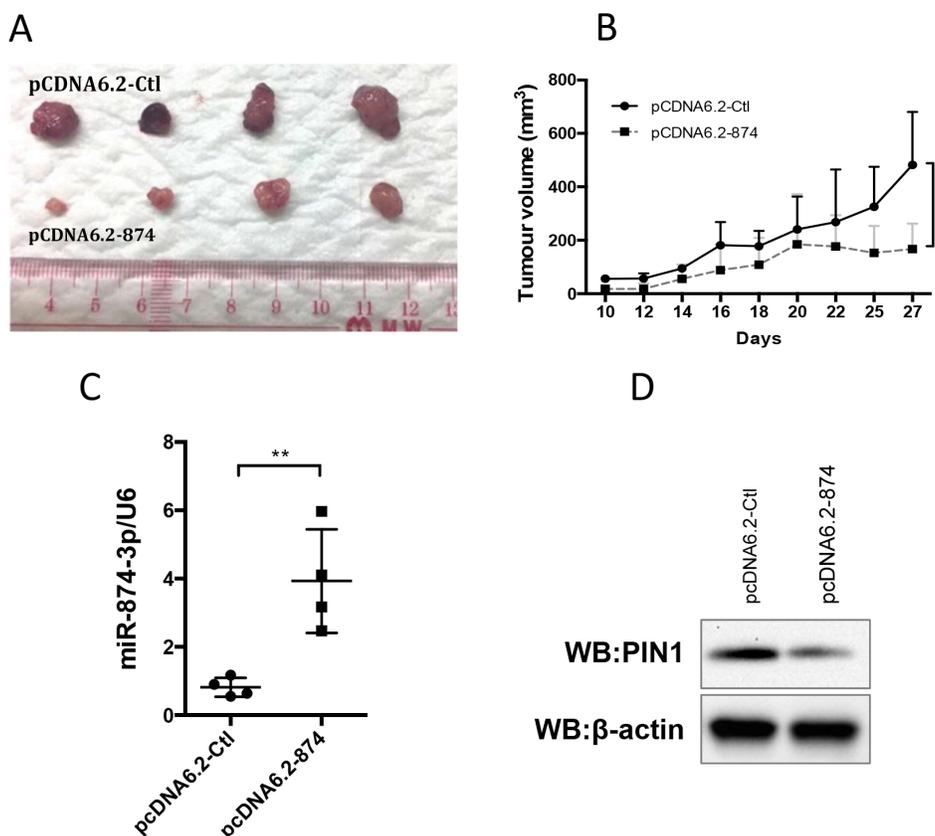 A
pCDNA6.2-Ctl
pCDNA6.2-874
4 5 6 7 8 9 10 11 12
M W
B
Tumour volume (mm3)
800
600
400
200
0
pCDNA6.2-Ctl
pCDNA6.2-874
10 12 14 16 18 20 22 25 27
Days
C
miR-874-3p/U6
8
6
4
2
0
**
pcDNA6.2-Ctl
pcDNA6.2-874
D
pcDNA6.2-Ctl
pcDNA6.2-874
WB:PIN1
WB:β-actin